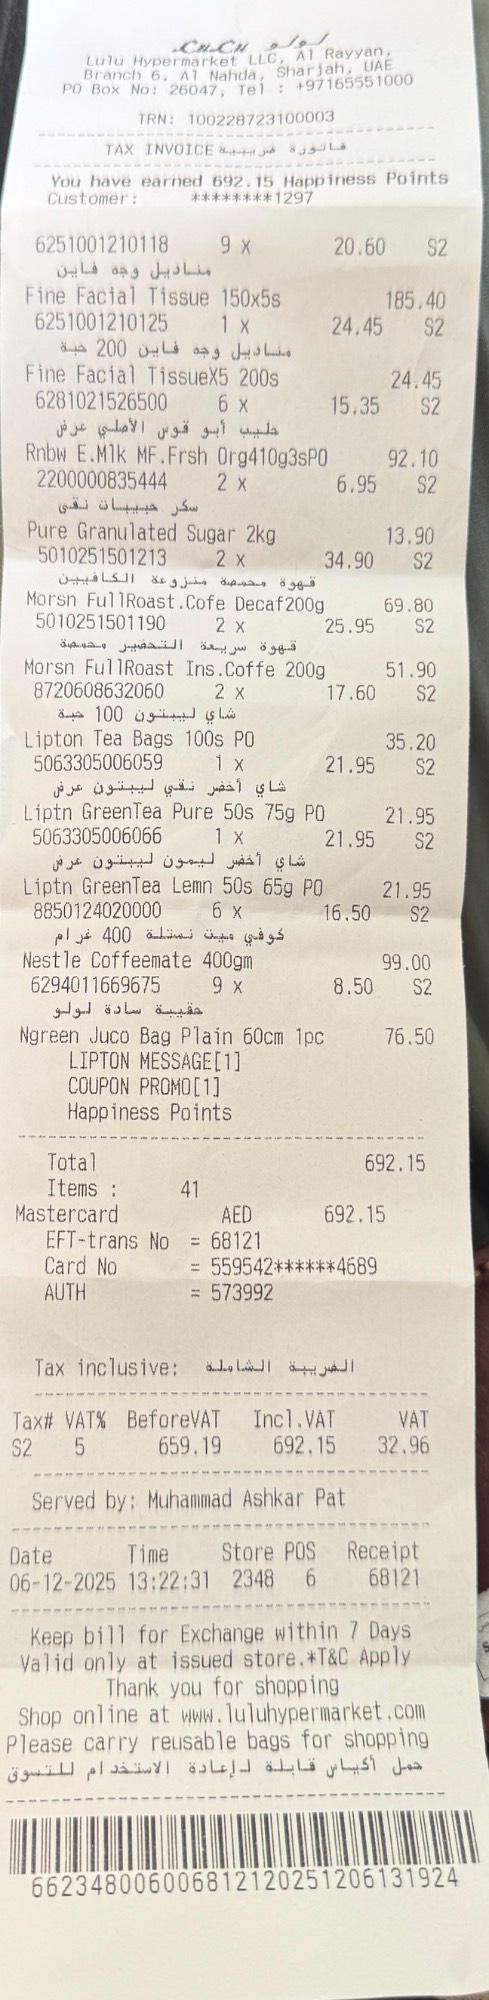 LuLu لولو
Lulu Hypermarket LLC, Al Rayyan,
Branch 6, Al Nahda, Sharjah, UAE
PO Box No: 26047, Tel : +97165551000
TRN: 100228723100003
TAX INVOICE فاتورة ضريبية
You have earned 692.15 Happiness Points
Customer: ********1297
6251001210118 9 x 20.60 S2
مناديل وجه فاين
Fine Facial Tissue 150x5s 185.40
6251001210125 1 x 24.45 S2
مناديل وجه فاين 200 حبة
Fine Facial TissueX5 200s 24.45
6281021526500 6 x 15.35 S2
حليب أبو قوس الأصلي عرض
Rnbw E.Mlk MF.Frsh Org410g3sPO 92.10
2200000835444 2 x 6.95 S2
سكر حبيبات نقي
Pure Granulated Sugar 2kg 13.90
5010251501213 2 x 34.90 S2
قهوة محمصة منزوعة الكافيين
Morsn FullRoast.Cofe Decaf200g 69.80
5010251501190 2 x 25.95 S2
قهوة سريعة التحضير محمصة
Morsn FullRoast Ins.Coffe 200g 51.90
8720608632060 2 x 17.60 S2
شاي ليبتون 100 حبة
Lipton Tea Bags 100s PO 35.20
5063305006059 1 x 21.95 S2
شاي أخضر نقي ليبتون عرض
Liptn GreenTea Pure 50s 75g PO 21.95
5063305006066 1 x 21.95 S2
شاي أخضر ليمون ليبتون عرض
Liptn GreenTea Lemn 50s 65g PO 21.95
8850124020000 6 x 16.50 S2
كوفي ميت نستلة 400 غرام
Nestle Coffeemate 400gm 99.00
6294011669675 9 x 8.50 S2
حقيبة سادة لولو
Ngreen Juco Bag Plain 60cm 1pc 76.50
LIPTON MESSAGE[1]
COUPON PROMO[1]
Happiness Points
Total 692.15
Items : 41
Mastercard AED 692.15
EFT-trans No = 68121
Card No = 559542******4689
AUTH = 573992
Tax inclusive: الضريبة الشاملة
Tax# VAT% BeforeVAT Incl.VAT VAT
S2 5 659.19 692.15 32.96
Served by: Muhammad Ashkar Pat
Date Time Store POS Receipt
06-12-2025 13:22:31 2348 6 68121
Keep bill for Exchange within 7 Days
Valid only at issued store.*T&C Apply
Thank you for shopping
Shop online at www.luluhypermarket.com
Please carry reusable bags for shopping
حمل أكياس قابلة لإعادة الاستخدام للتسوق
662348006006812120251206131924